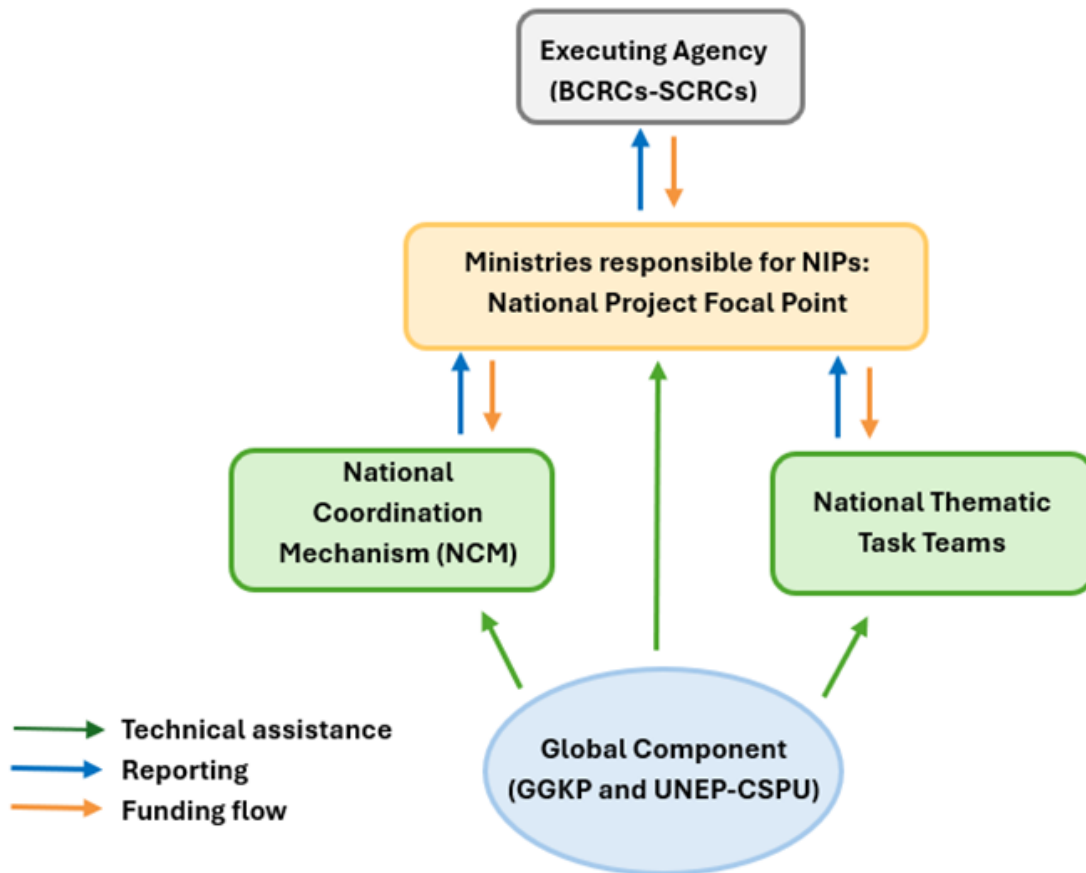 Executing Agency
(BCRCs-SCRCs)
Ministries responsible for NIPs:
National Project Focal Point
National
Coordination
Mechanism (NCM)
National Thematic
Task Teams
Global Component
(GGKP and UNEP-CSPU)
Technical assistance
Reporting
Funding flow